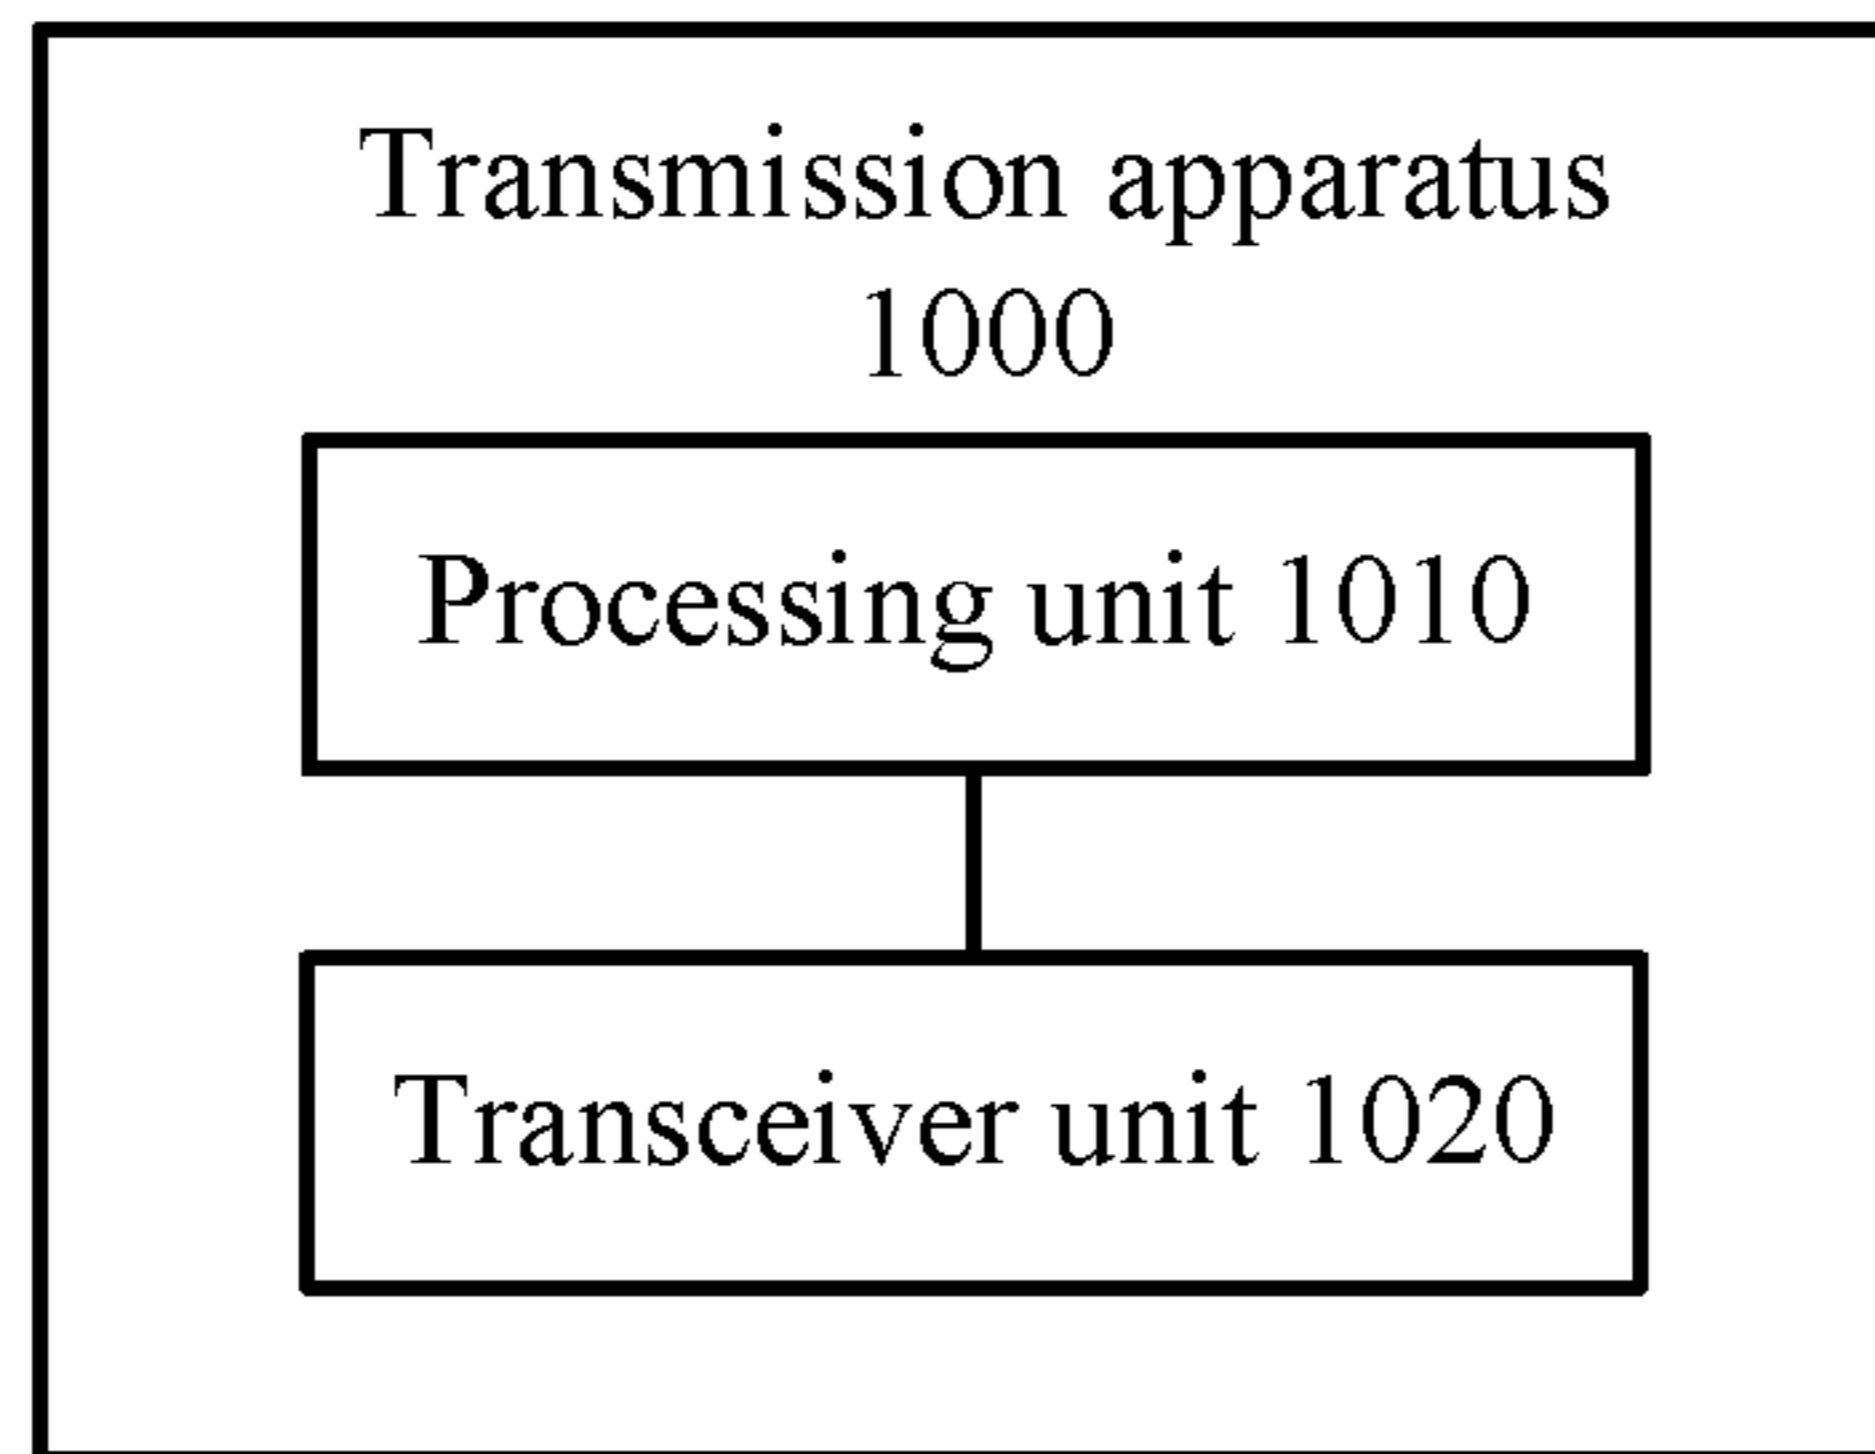 Transmission apparatus
1000
Processing unit 1010
Transceiver unit 1020